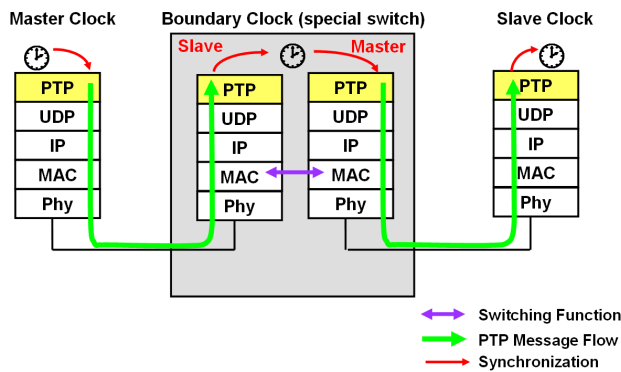 Master Clock
Boundary Clock (special switch)
Slave Clock
Slave
Master
PTP
UDP
IP
MAC
Phy
PTP
UDP
IP
MAC
Phy
PTP
UDP
IP
MAC
Phy
PTP
UDP
IP
MAC
Phy
Switching Function
PTP Message Flow
Synchronization